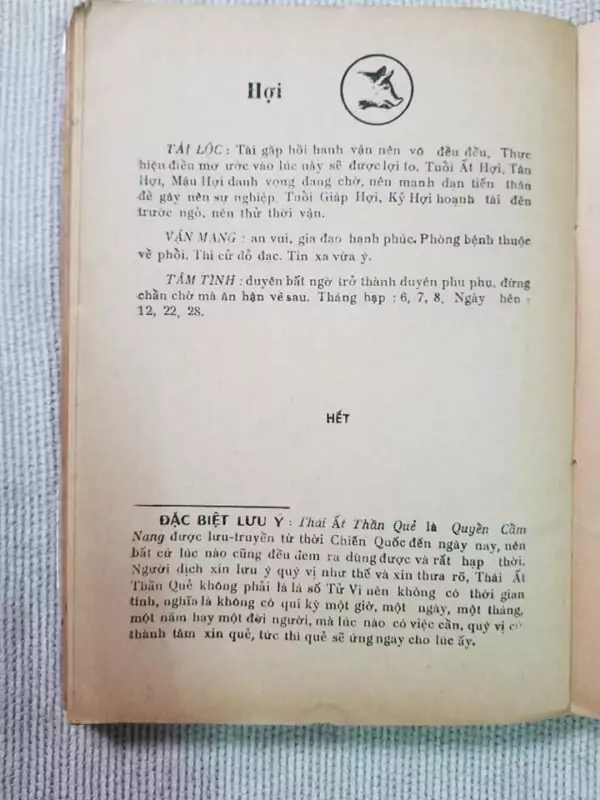 Hợi
TÀI LỘC : Tài gặp hồi hanh vận nên vô đều đều. Thực
hiện điều mơ ước vào lúc này sẽ được lợi to. Tuổi Ất Hợi, Tân
Hợi, Mậu Hợi danh vọng đang chờ, nên mạnh dạn tiến thân
để gây nên sự nghiệp. Tuổi Giáp Hợi, Kỷ Hợi hoạnh tài đến
trước ngõ, nên thử thời vận.
VẬN MẠNG : an vui, gia đạo hạnh phúc. Phòng bệnh thuộc
về phổi. Thi cử đỗ đạc. Tin xa vừa ý.
TÂM TÌNH : duyên bất ngờ trở thành duyên phu phụ, đừng
chần chờ mà ân hận về sau. Tháng hạp : 6, 7, 8. Ngày hên :
12, 22, 28.
HẾT
ĐẶC BIỆT LƯU Ý : Thái Ất Thần Quẻ là Quyền Cẩm
Nang được lưu-truyền từ thời Chiến Quốc đến ngày nay, nên
bất cứ lúc nào cũng đều đem ra dùng được và rất hạp thời.
Người dịch xin lưu ý quý vị như thế và xin thưa rõ, Thái Ất
Thần Quẻ không phải là lá số Tử Vi nên không có thời gian
tính, nghĩa là không có qui kỳ một giờ, một ngày, một tháng,
một năm hay một đời người, mà lúc nào có việc cần, quý vị cứ
thành tâm xin quẻ, tức thì quẻ sẽ ứng ngay cho lúc ấy.